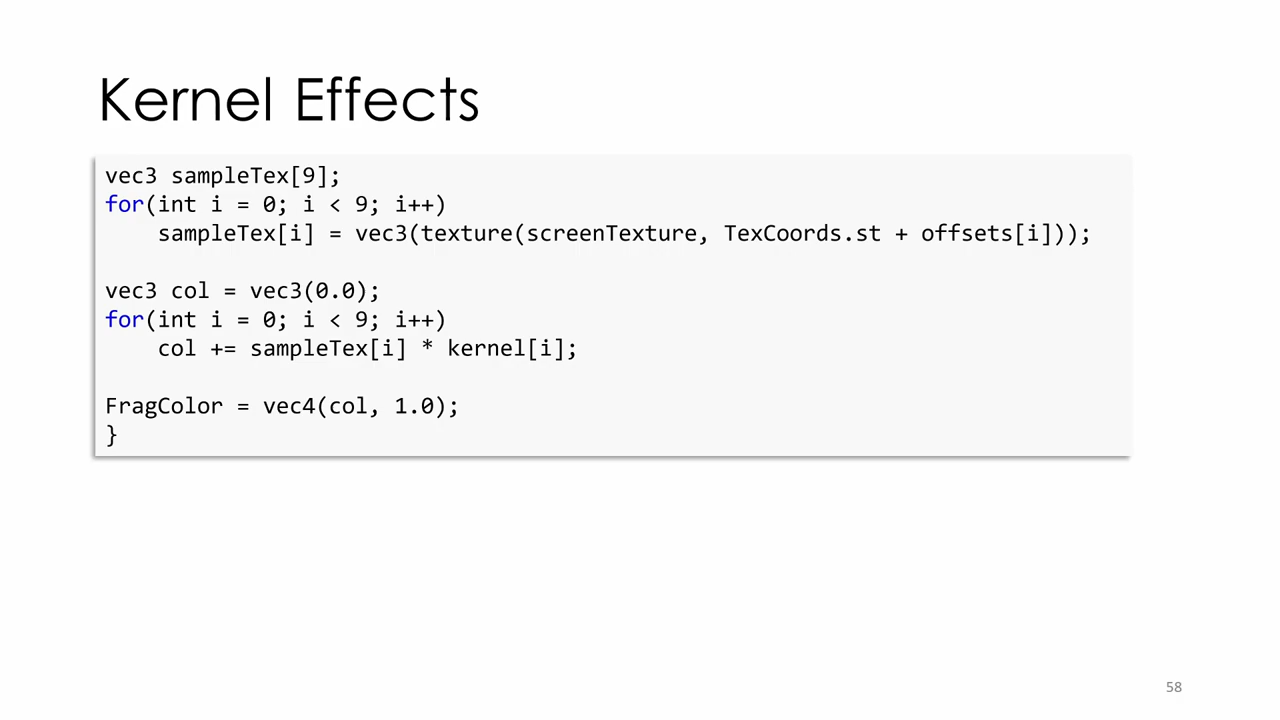 Kernel Effects
vec3 sampleTex[9];
for(int i = 0; i < 9; i++)
    sampleTex[i] = vec3(texture(screenTexture, TexCoords.st + offsets[i]));
vec3 col = vec3(0.0);
for(int i = 0; i < 9; i++)
    col += sampleTex[i] * kernel[i];
FragColor = vec4(col, 1.0);
}
58